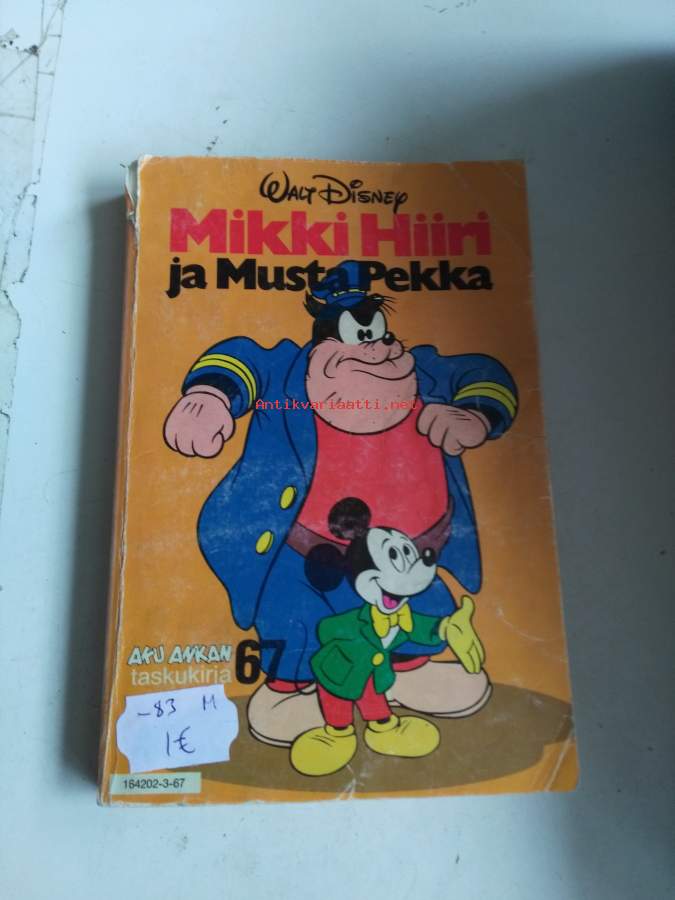 WALT DISNEY
Mikki Hiiri
ja Musta Pekka
Antikvariaatti.net
AKU ANKAN
taskukirja 67
-83 M
1€
164202-3-67